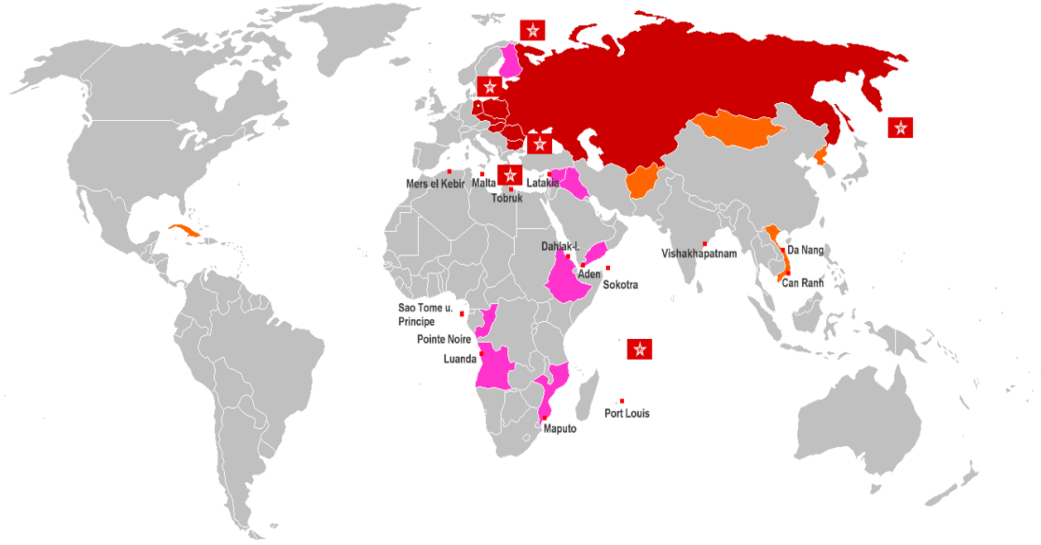 Mers el Kebir
Malta
Latakia
Tobruk
Dahlak-I.
Aden
Sokotra
Vishakhapatnam
Da Nang
Can Ranh
Sao Tome u.
Principe
Pointe Noire
Luanda
Port Louis
Maputo